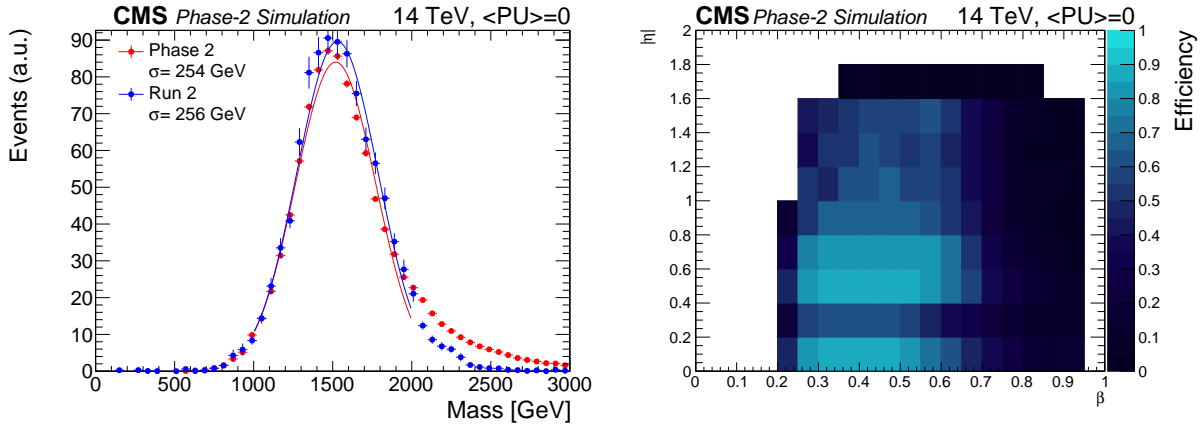 CMS Phase-2 Simulation 14 TeV, <PU>=0
Events (a.u.)
90
80
70
60
50
40
30
20
10
0
Phase 2
σ= 254 GeV
Run 2
σ= 256 GeV
0 500 1000 1500 2000 2500 3000
Mass [GeV]
CMS Phase-2 Simulation 14 TeV, <PU>=0
|η|
2
1.8
1.6
1.4
1.2
1
0.8
0.6
0.4
0.2
0
0 0.1 0.2 0.3 0.4 0.5 0.6 0.7 0.8 0.9 1
β
1
0.9
0.8
0.7
0.6
0.5
0.4
0.3
0.2
0.1
0
Efficiency